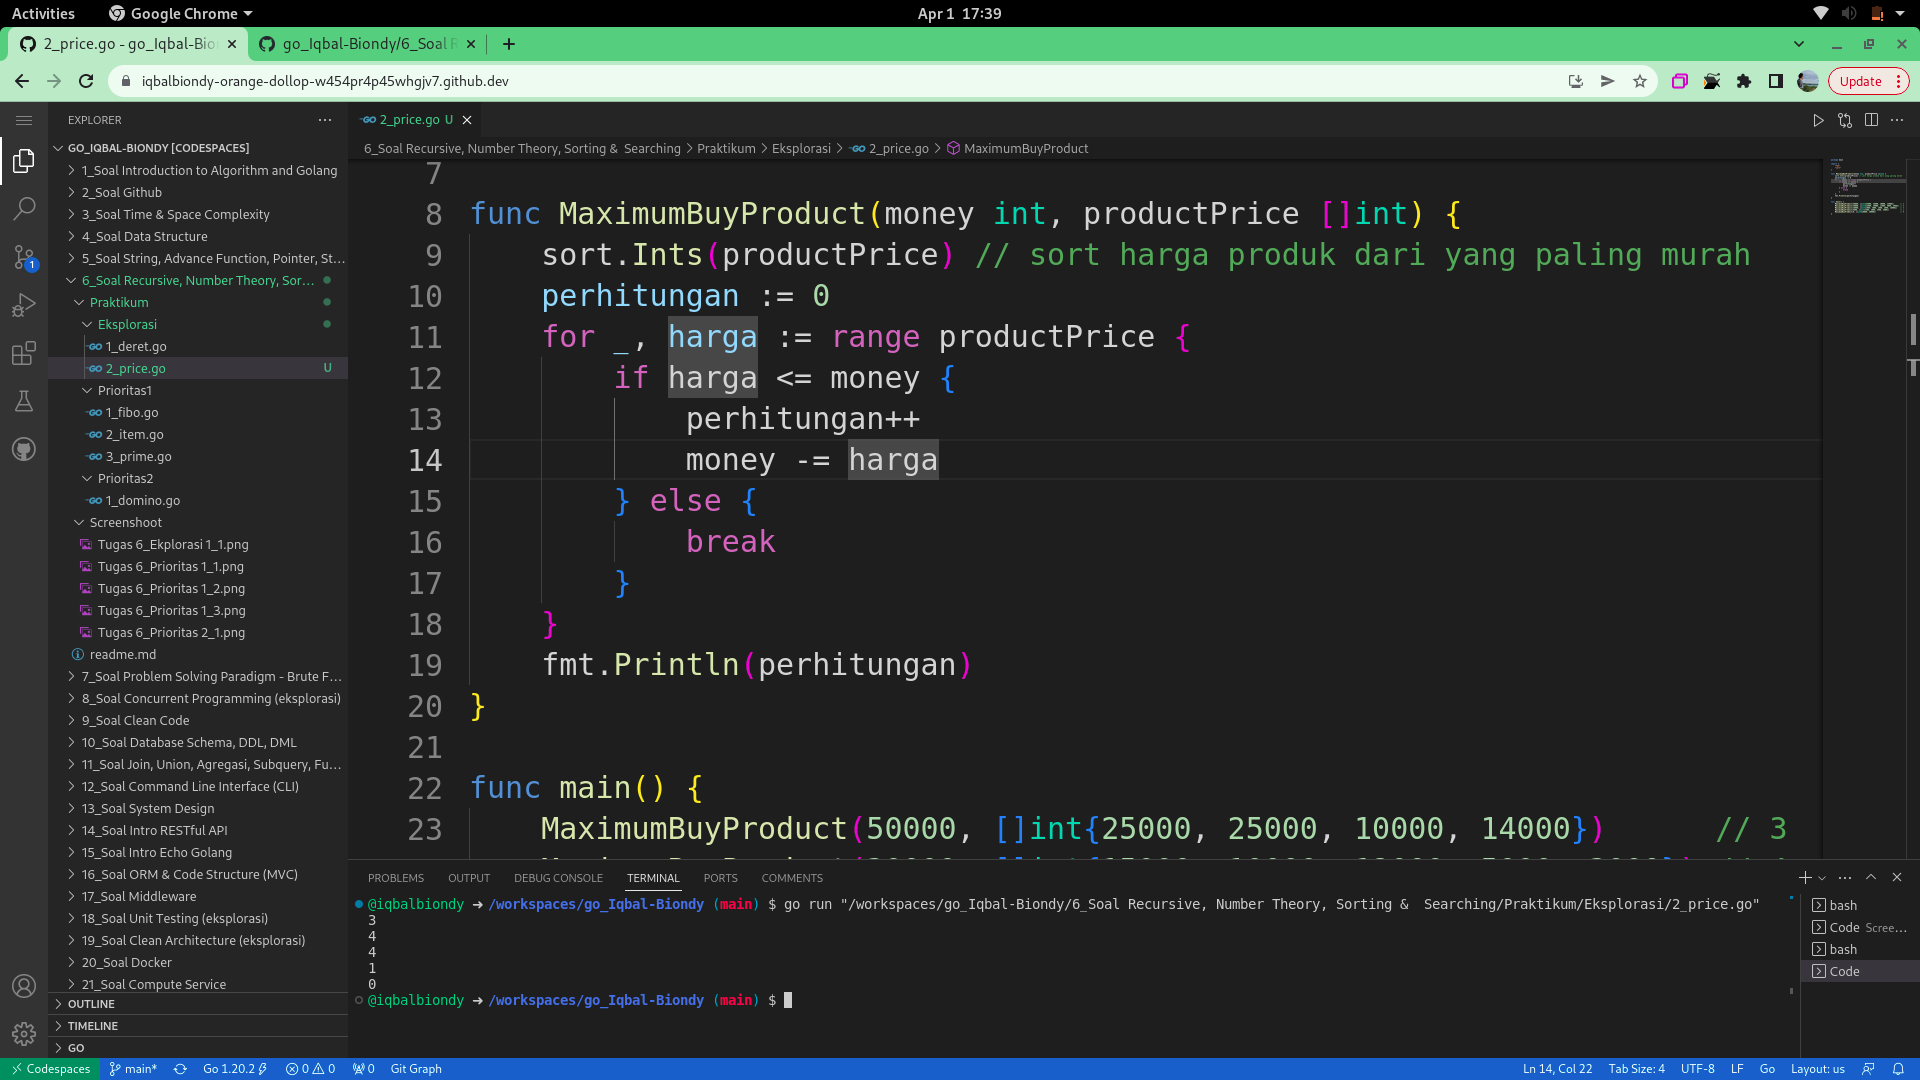 Activities
Google Chrome
Apr 1 17:39
2_price.go - go_Iqbal-Bion
go_Iqbal-Biondy/6_Soal R
iqbalbiondy-orange-dollop-w454pr4p45whgjv7.github.dev
Update
EXPLORER
GO_IQBAL-BIONDY [CODESPACES]
1_Soal Introduction to Algorithm and Golang
2_Soal Github
3_Soal Time & Space Complexity
4_Soal Data Structure
5_Soal String, Advance Function, Pointer, St...
6_Soal Recursive, Number Theory, Sor...
Praktikum
Eksplorasi
1_deret.go
2_price.go U
Prioritas1
1_fibo.go
2_item.go
3_prime.go
Prioritas2
1_domino.go
Screenshoot
Tugas 6_Ekplorasi 1_1.png
Tugas 6_Prioritas 1_1.png
Tugas 6_Prioritas 1_2.png
Tugas 6_Prioritas 1_3.png
Tugas 6_Prioritas 2_1.png
readme.md
7_Soal Problem Solving Paradigm - Brute F...
8_Soal Concurrent Programming (eksplorasi)
9_Soal Clean Code
10_Soal Database Schema, DDL, DML
11_Soal Join, Union, Agregasi, Subquery, Fu...
12_Soal Command Line Interface (CLI)
13_Soal System Design
14_Soal Intro RESTful API
15_Soal Intro Echo Golang
16_Soal ORM & Code Structure (MVC)
17_Soal Middleware
18_Soal Unit Testing (eksplorasi)
19_Soal Clean Architecture (eksplorasi)
20_Soal Docker
21_Soal Compute Service
OUTLINE
TIMELINE
GO
1
2_price.go U
6_Soal Recursive, Number Theory, Sorting & Searching > Praktikum > Eksplorasi > 2_price.go > MaximumBuyProduct
7
8 func MaximumBuyProduct(money int, productPrice []int) {
9 sort.Ints(productPrice) // sort harga produk dari yang paling murah
10 perhitungan := 0
11 for _, harga := range productPrice {
12 if harga <= money {
13 perhitungan++
14 money -= harga
15 } else {
16 break
17 }
18 }
19 fmt.Println(perhitungan)
20 }
21
22 func main() {
23 MaximumBuyProduct(50000, []int{25000, 25000, 10000, 14000}) // 3
PROBLEMS OUTPUT DEBUG CONSOLE TERMINAL PORTS COMMENTS
@iqbalbiondy ➜ /workspaces/go_Iqbal-Biondy (main) $ go run "/workspaces/go_Iqbal-Biondy/6_Soal Recursive, Number Theory, Sorting & Searching/Praktikum/Eksplorasi/2_price.go"
3
4
4
1
0
@iqbalbiondy ➜ /workspaces/go_Iqbal-Biondy (main) $
bash
Code Scree...
bash
Code
Codespaces main* Go 1.20.2 0 0 0 Git Graph
Ln 14, Col 22 Tab Size: 4 UTF-8 LF Go Layout: us